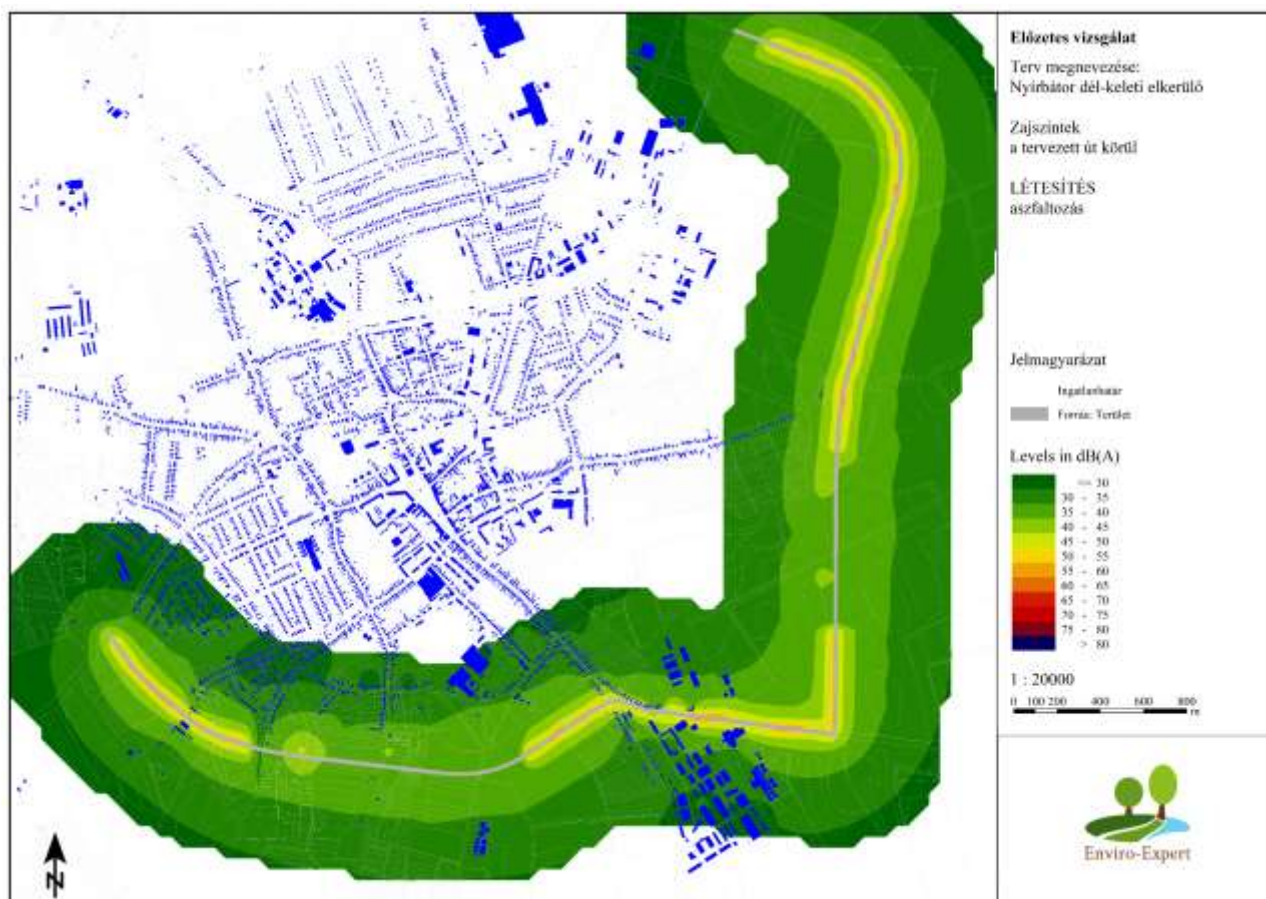 Előzetes vizsgálat
Terv megnevezése:
Nyírbátor dél-keleti elkerülő
Zajszintek
a tervezett út körül
LÉTESÍTÉS
aszfaltozás
Jelmagyarázat
Ingatlanhatár
Forrás: Terület
Levels in dB(A)
<= 30
30 - 35
35 - 40
40 - 45
45 - 50
50 - 55
55 - 60
60 - 65
65 - 70
70 - 75
75 - 80
> 80
1 : 20000
0 100 200 400 600 800
m
Enviro-Expert
N